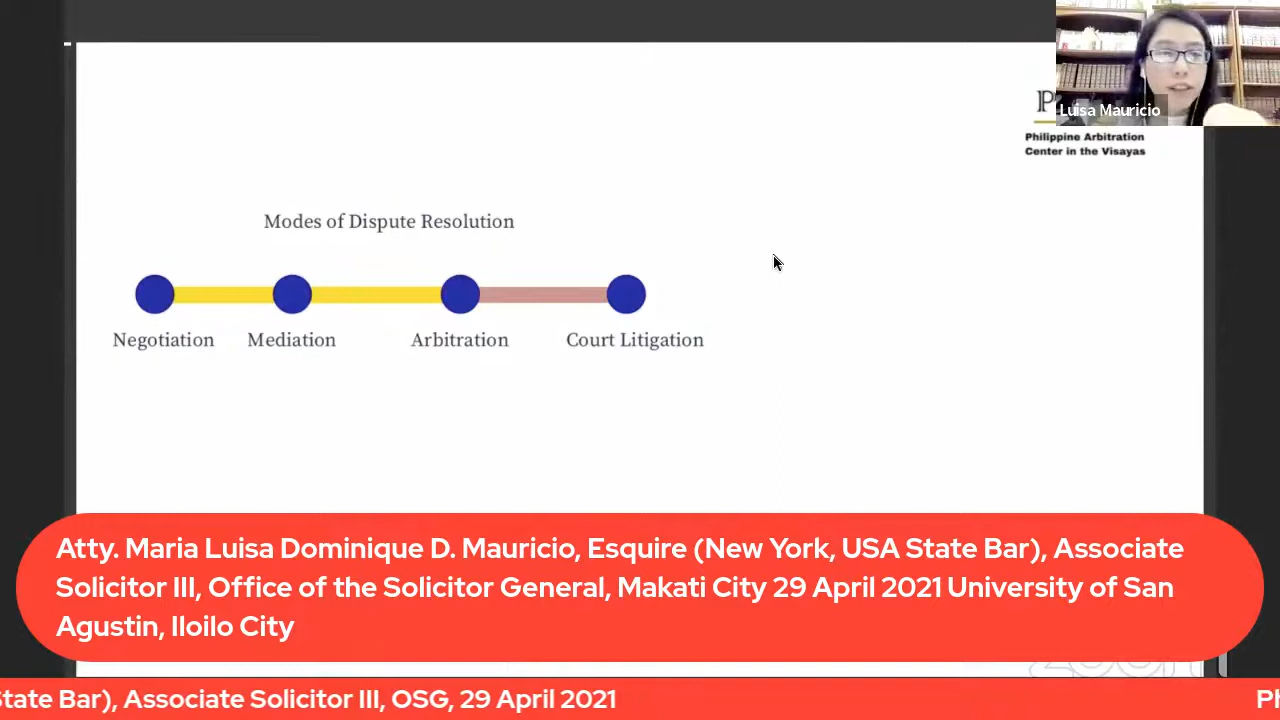 Luisa Mauricio
Philippine Arbitration
Center in the Visayas
Modes of Dispute Resolution
Negotiation Mediation Arbitration Court Litigation
Atty. Maria Luisa Dominique D. Mauricio, Esquire (New York, USA State Bar), Associate
Solicitor III, Office of the Solicitor General, Makati City 29 April 2021 University of San
Agustin, Iloilo City
zoom
State Bar), Associate Solicitor III, OSG, 29 April 2021